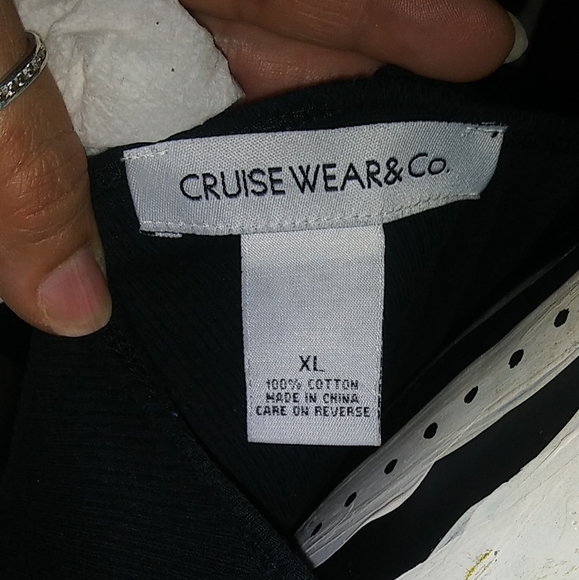 CRUISE WEAR&Co.
XL
100% COTTON
MADE IN CHINA
CARE ON REVERSE